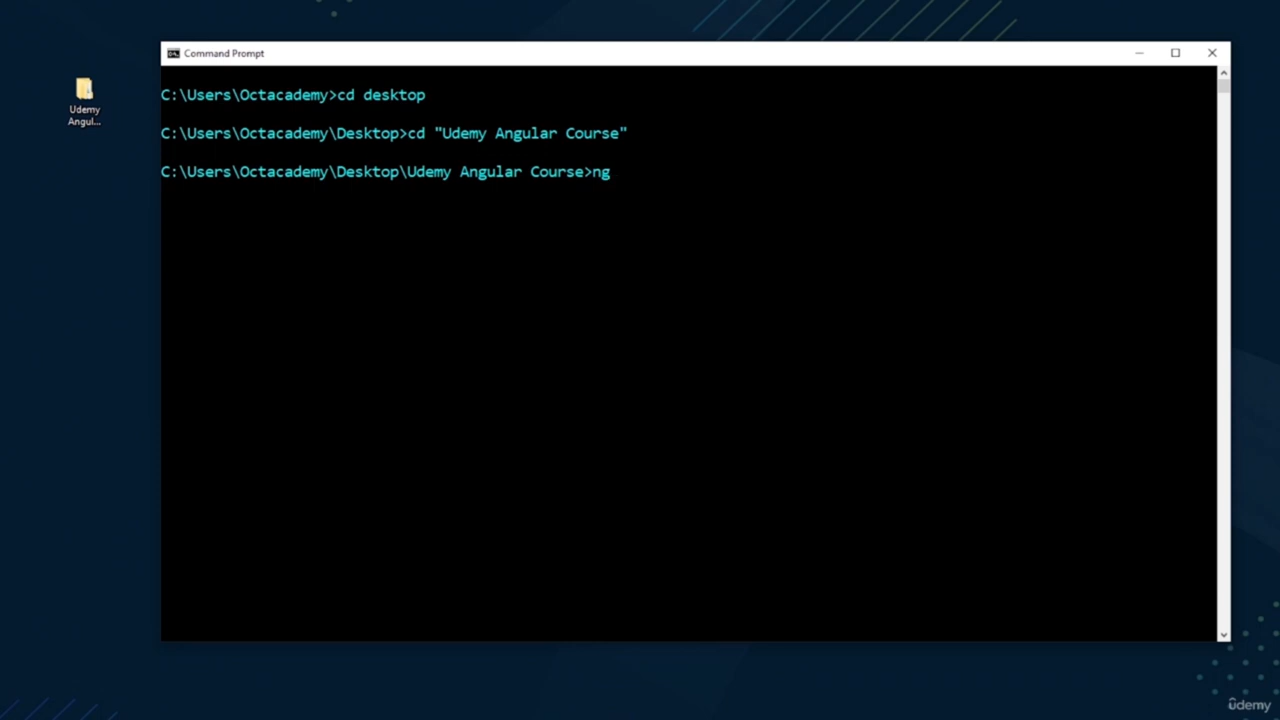 Command Prompt
Udemy
Angul...
C:\Users\Octacademy>cd desktop
C:\Users\Octacademy\Desktop>cd "Udemy Angular Course"
C:\Users\Octacademy\Desktop\Udemy Angular Course>ng
udemy